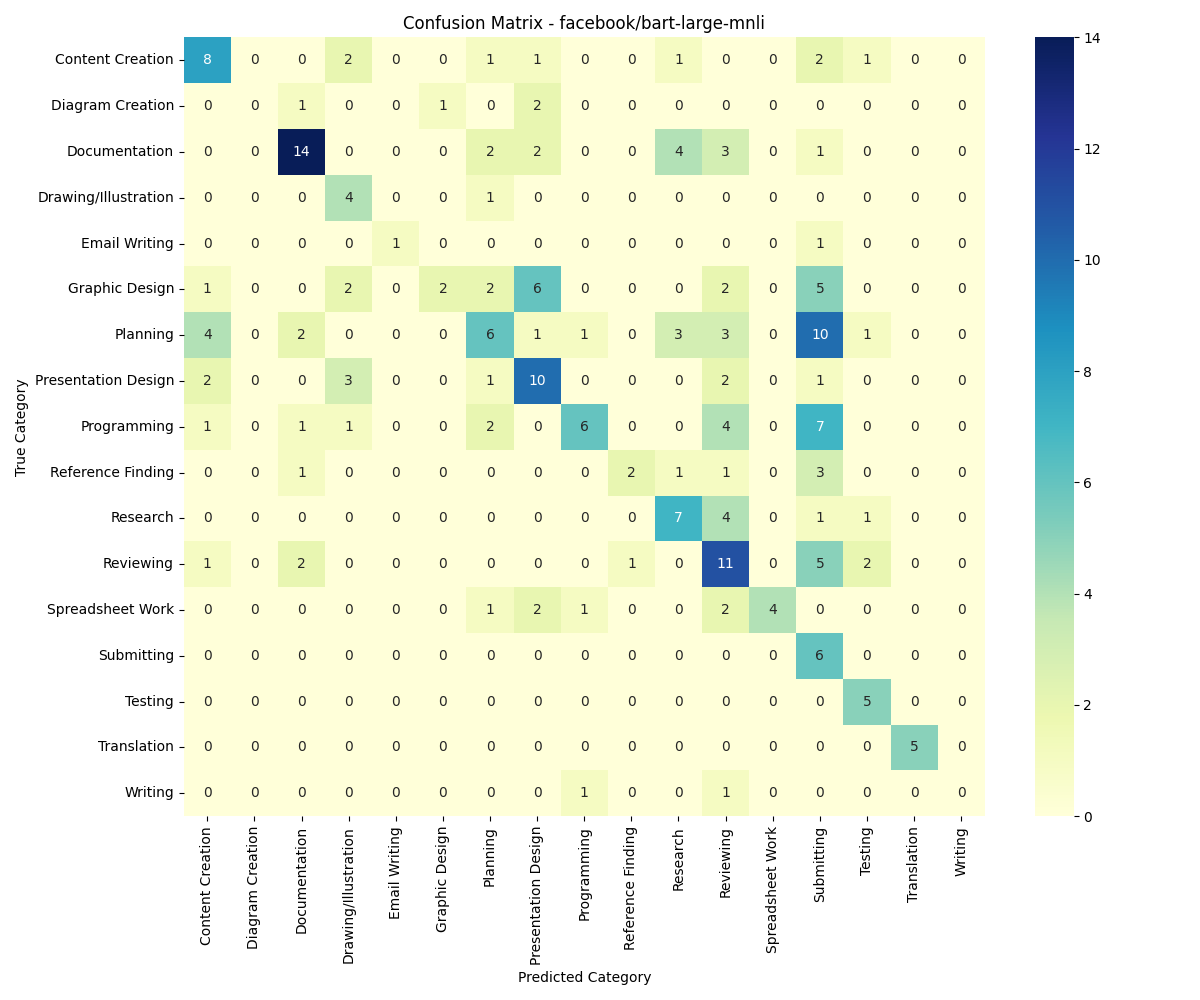 Confusion Matrix - facebook/bart-large-mnli
Content Creation 8 0 0 2 0 0 1 1 0 0 1 0 0 2 1 0 0
Diagram Creation 0 0 1 0 0 1 0 2 0 0 0 0 0 0 0 0 0
Documentation 0 0 14 0 0 0 2 2 0 0 4 3 0 1 0 0 0
Drawing/Illustration 0 0 0 4 0 0 1 0 0 0 0 0 0 0 0 0 0
Email Writing 0 0 0 0 1 0 0 0 0 0 0 0 0 1 0 0 0
Graphic Design 1 0 0 2 0 2 2 6 0 0 0 2 0 5 0 0 0
Planning 4 0 2 0 0 0 6 1 1 0 3 3 0 10 1 0 0
Presentation Design 2 0 0 3 0 0 1 10 0 0 0 2 0 1 0 0 0
Programming 1 0 1 1 0 0 2 0 6 0 0 4 0 7 0 0 0
Reference Finding 0 0 1 0 0 0 0 0 0 2 1 1 0 3 0 0 0
Research 0 0 0 0 0 0 0 0 0 0 7 4 0 1 1 0 0
Reviewing 1 0 2 0 0 0 0 0 0 1 0 11 0 5 2 0 0
Spreadsheet Work 0 0 0 0 0 0 1 2 1 0 0 2 4 0 0 0 0
Submitting 0 0 0 0 0 0 0 0 0 0 0 0 0 6 0 0 0
Testing 0 0 0 0 0 0 0 0 0 0 0 0 0 0 5 0 0
Translation 0 0 0 0 0 0 0 0 0 0 0 0 0 0 0 5 0
Writing 0 0 0 0 0 0 0 0 1 0 0 1 0 0 0 0 0
True Category
Content Creation
Diagram Creation
Documentation
Drawing/Illustration
Email Writing
Graphic Design
Planning
Presentation Design
Programming
Reference Finding
Research
Reviewing
Spreadsheet Work
Submitting
Testing
Translation
Writing
Predicted Category
14
12
10
8
6
4
2
0